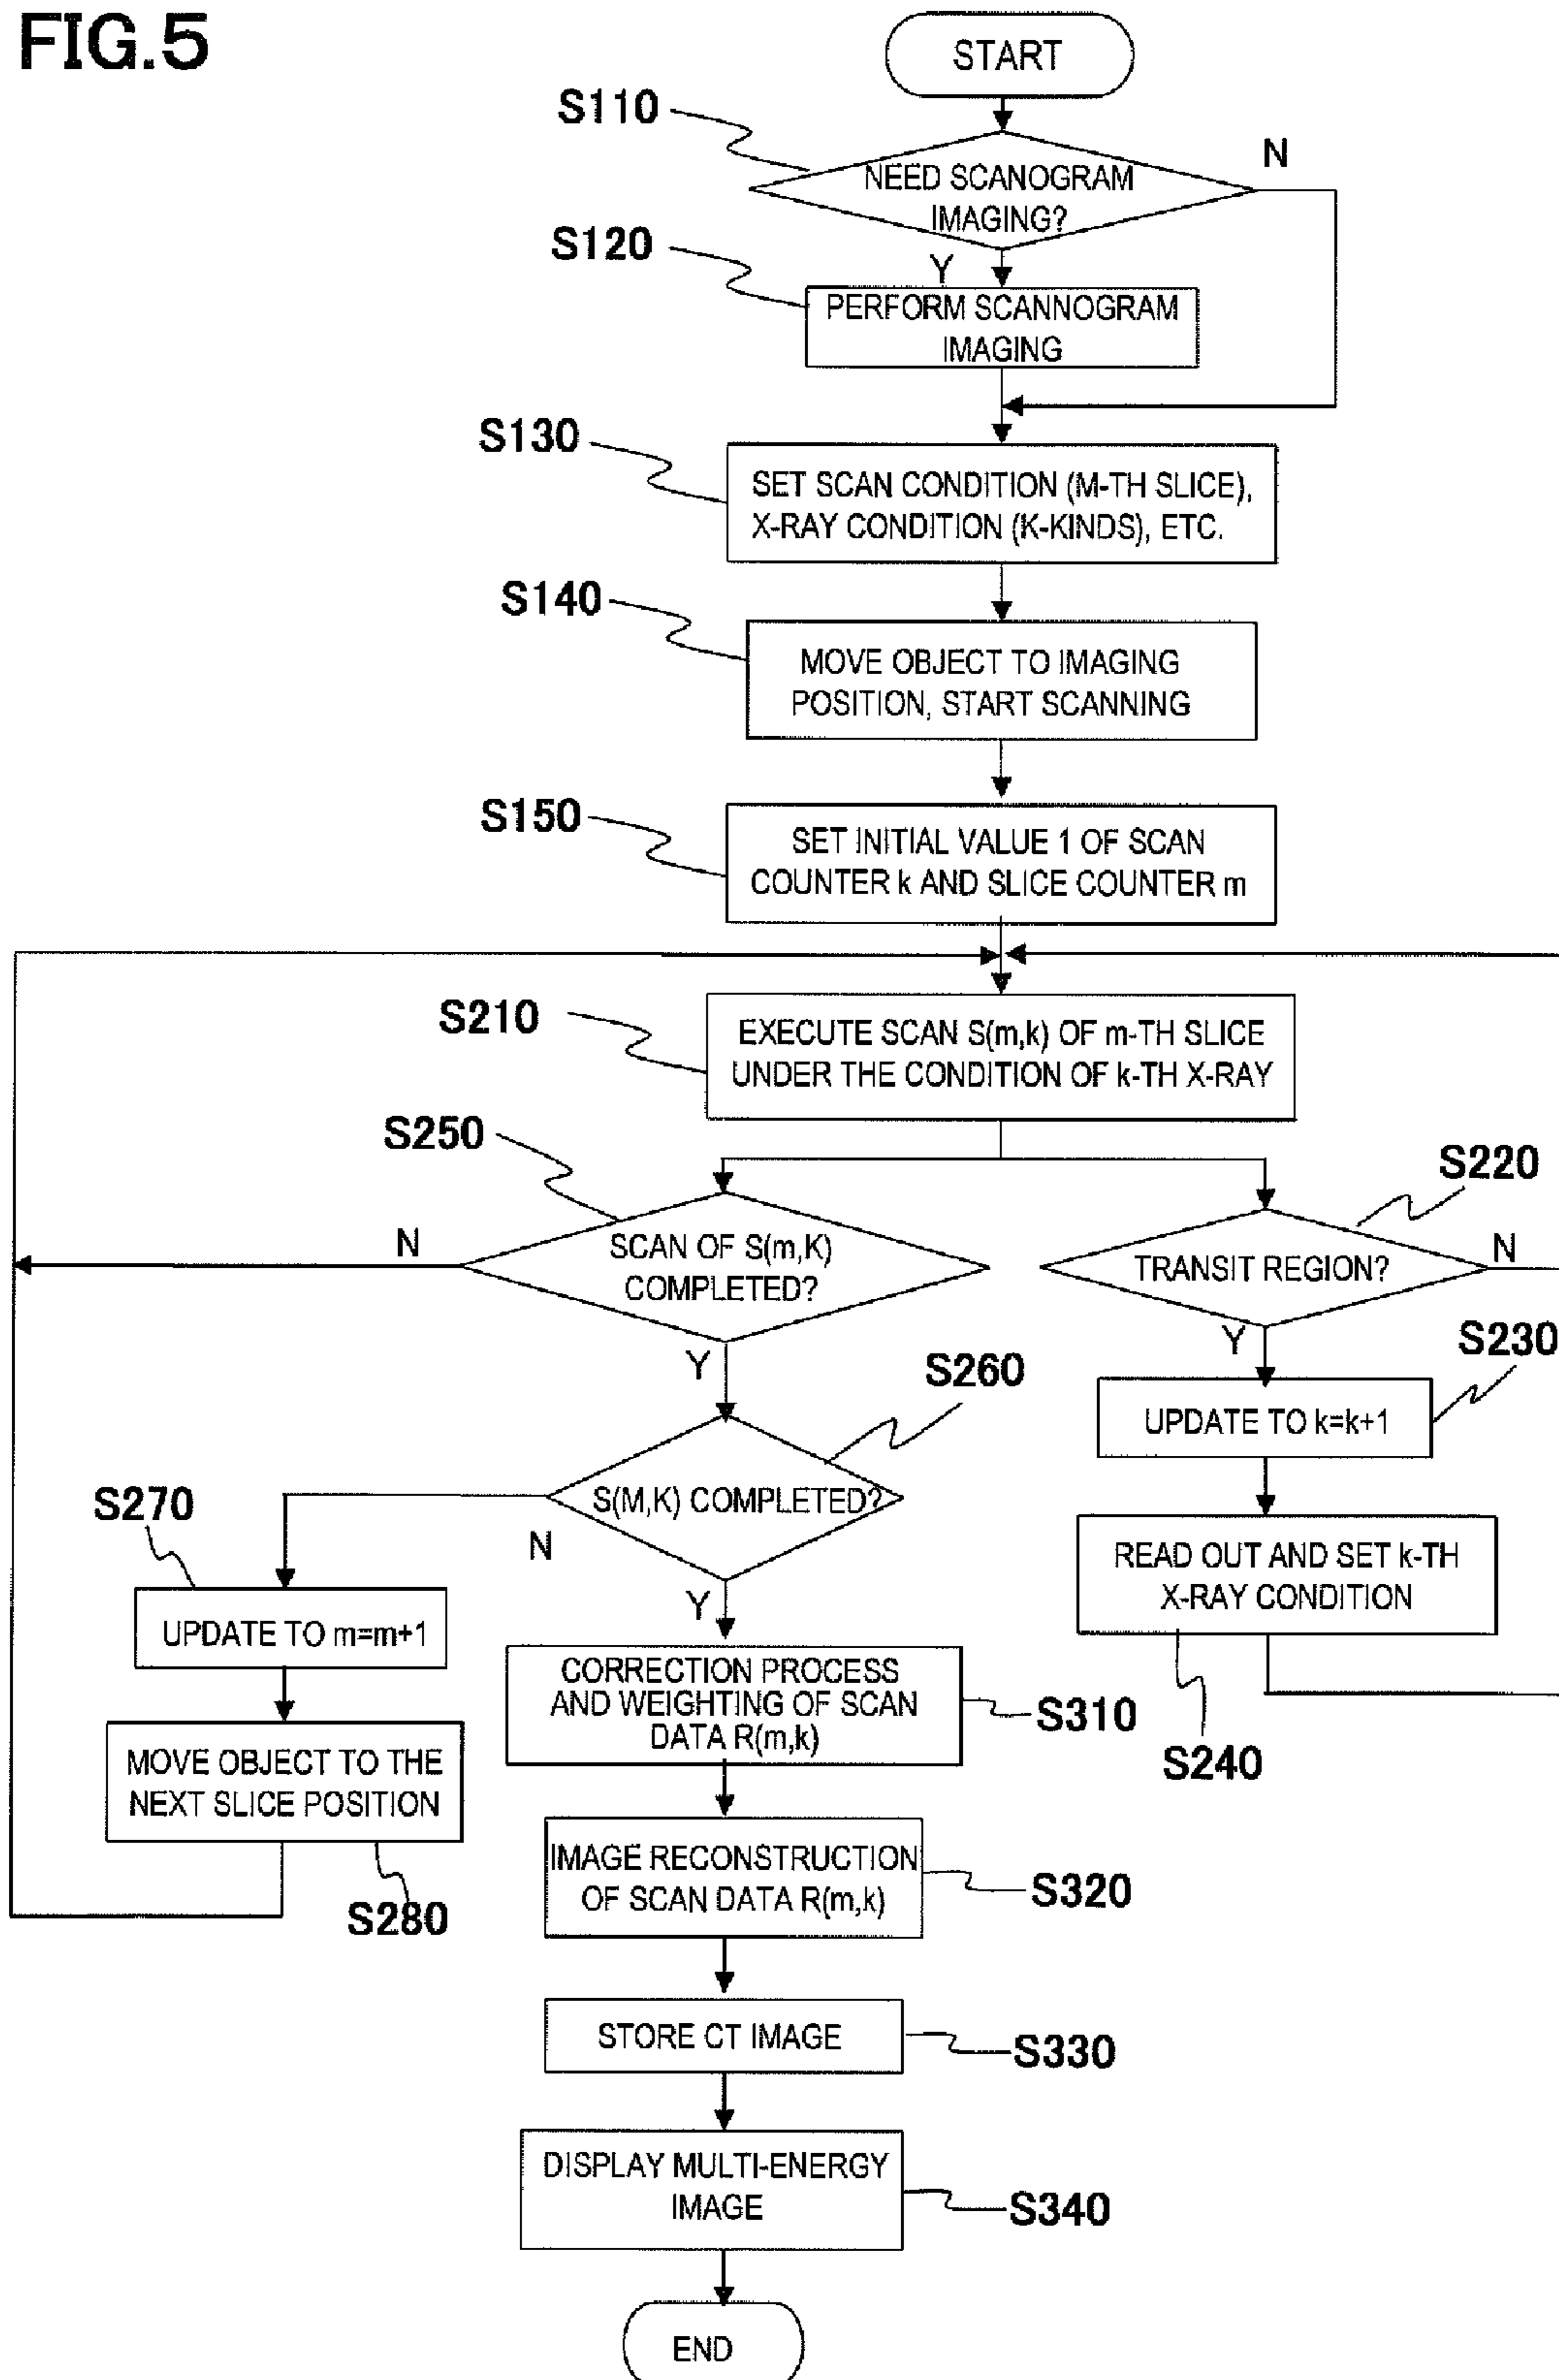 FIG.5
START
S110
N
NEED SCANOGRAM
IMAGING?
S120
Y
PERFORM SCANNOGRAM
IMAGING
S130
SET SCAN CONDITION (M-TH SLICE),
X-RAY CONDITION (K-KINDS), ETC.
S140
MOVE OBJECT TO IMAGING
POSITION, START SCANNING
S150
SET INITIAL VALUE 1 OF SCAN
COUNTER k AND SLICE COUNTER m
S210
EXECUTE SCAN S(m,k) OF m-TH SLICE
UNDER THE CONDITION OF k-TH X-RAY
S250
S220
N
SCAN OF S(m,K)
COMPLETED?
TRANSIT REGION?
N
Y
Y
S230
S260
UPDATE TO k=k+1
S270
S(M,K) COMPLETED?
N
READ OUT AND SET k-TH
X-RAY CONDITION
Y
UPDATE TO m=m+1
CORRECTION PROCESS
AND WEIGHTING OF SCAN
DATA R(m,k)
S310
S240
MOVE OBJECT TO THE
NEXT SLICE POSITION
IMAGE RECONSTRUCTION
OF SCAN DATA R(m,k)
S320
S280
STORE CT IMAGE
S330
DISPLAY MULTI-ENERGY
IMAGE
S340
END